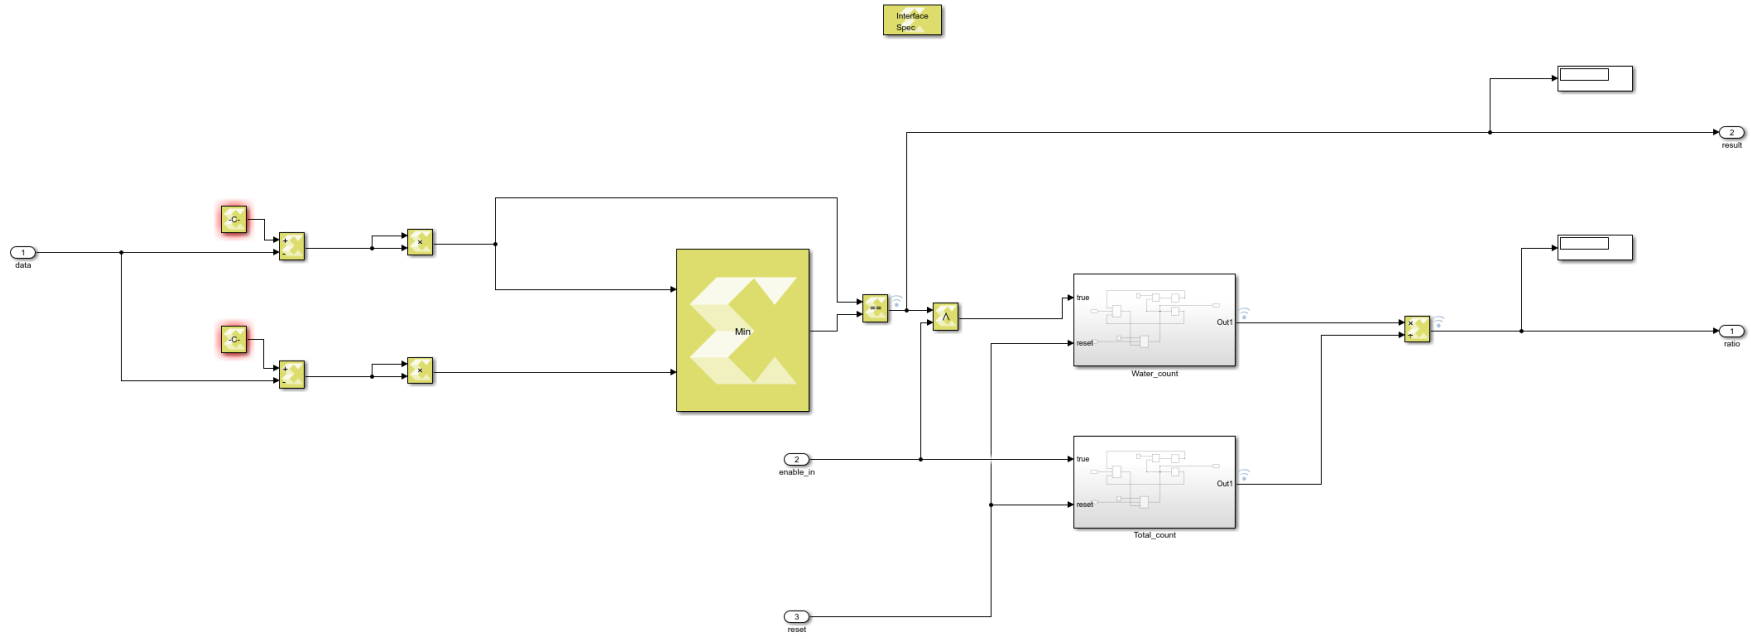 Interface
Spec
2
result
-C-
+
-
×
1
data
Min
==
∧
true
reset
Out1
Water_count
×
÷
1
ratio
-C-
+
-
×
2
enable_in
true
reset
Out1
Total_count
3
reset